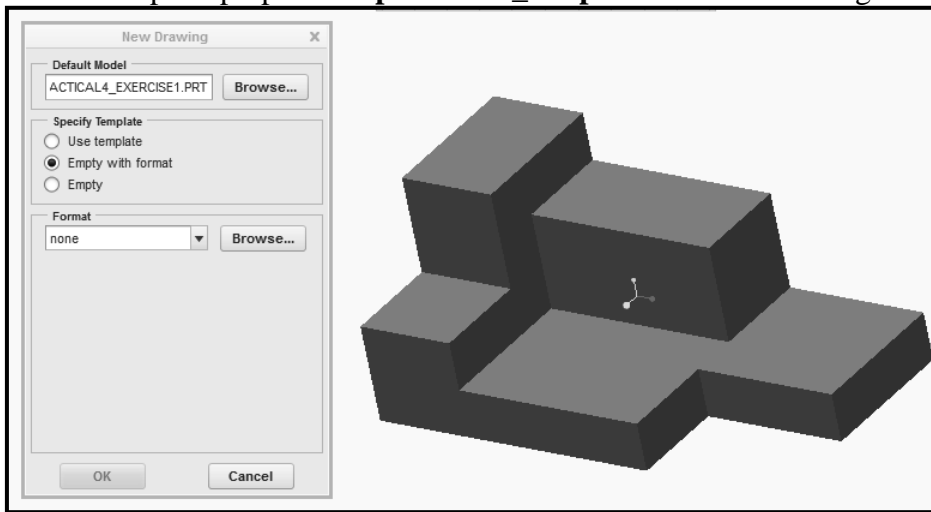 New Drawing X
Default Model
ACTICAL4_EXERCISE1.PRT Browse...
Specify Template
Use template
Empty with format
Empty
Format
none Browse...
OK Cancel